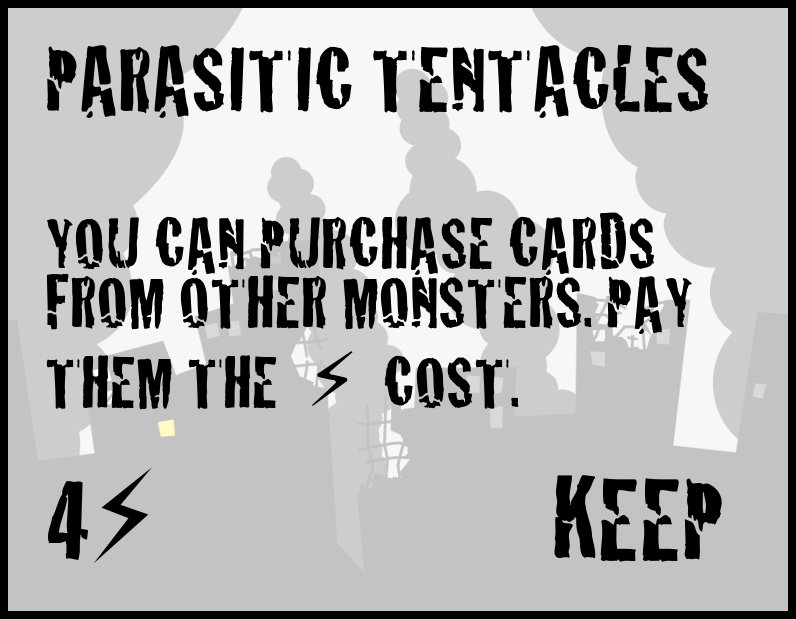 PARASITIC TENTACLES
YOU CAN PURCHASE CARDS
FROM OTHER MONSTERS. PAY
THEM THE ⚡ COST.
4⚡
KEEP